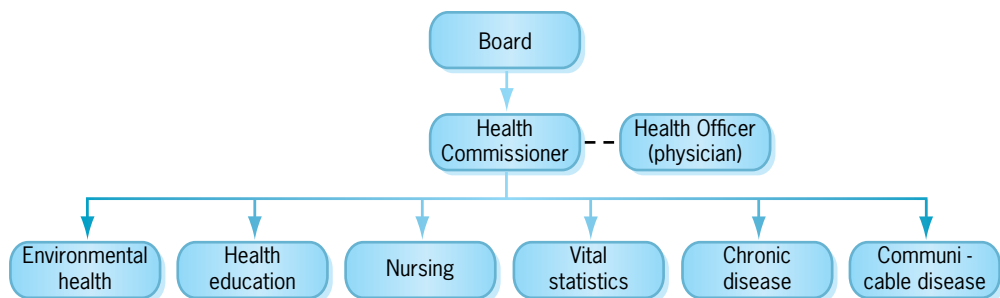 Board
Health
Commissioner
Health Officer
(physician)
Environmental
health
Health
education
Nursing
Vital
statistics
Chronic
disease
Communi -
cable disease